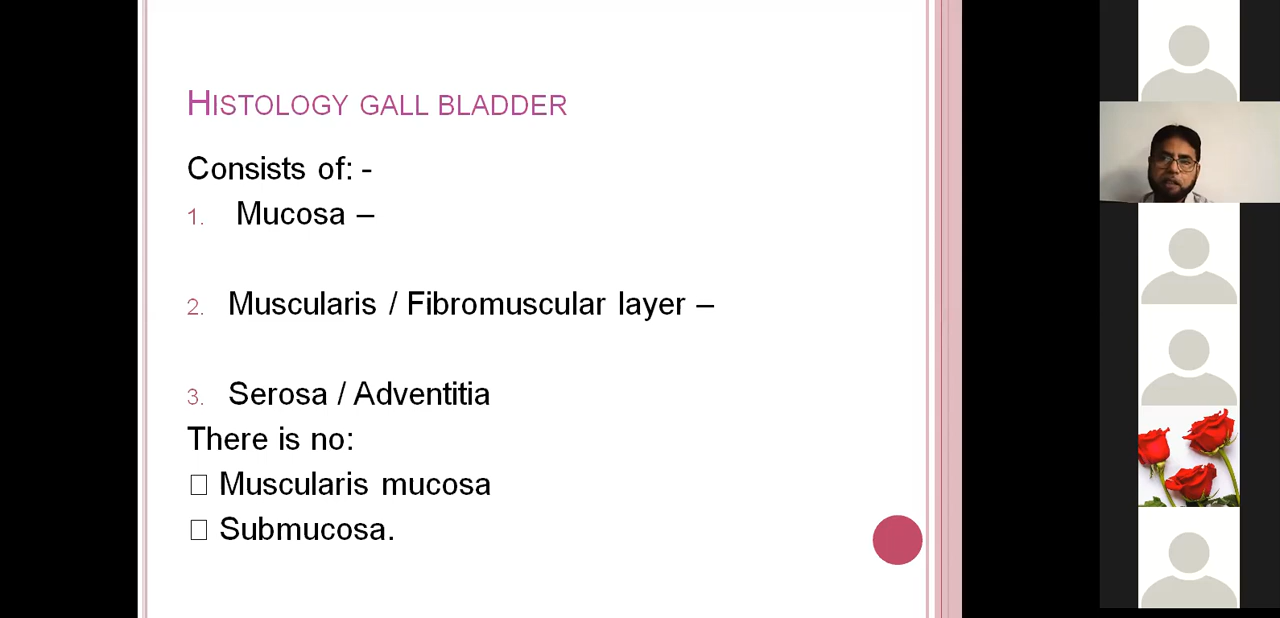 HISTOLOGY GALL BLADDER
Consists of: -
1. Mucosa –
2. Muscularis / Fibromuscular layer –
3. Serosa / Adventitia
There is no:
□ Muscularis mucosa
□ Submucosa.